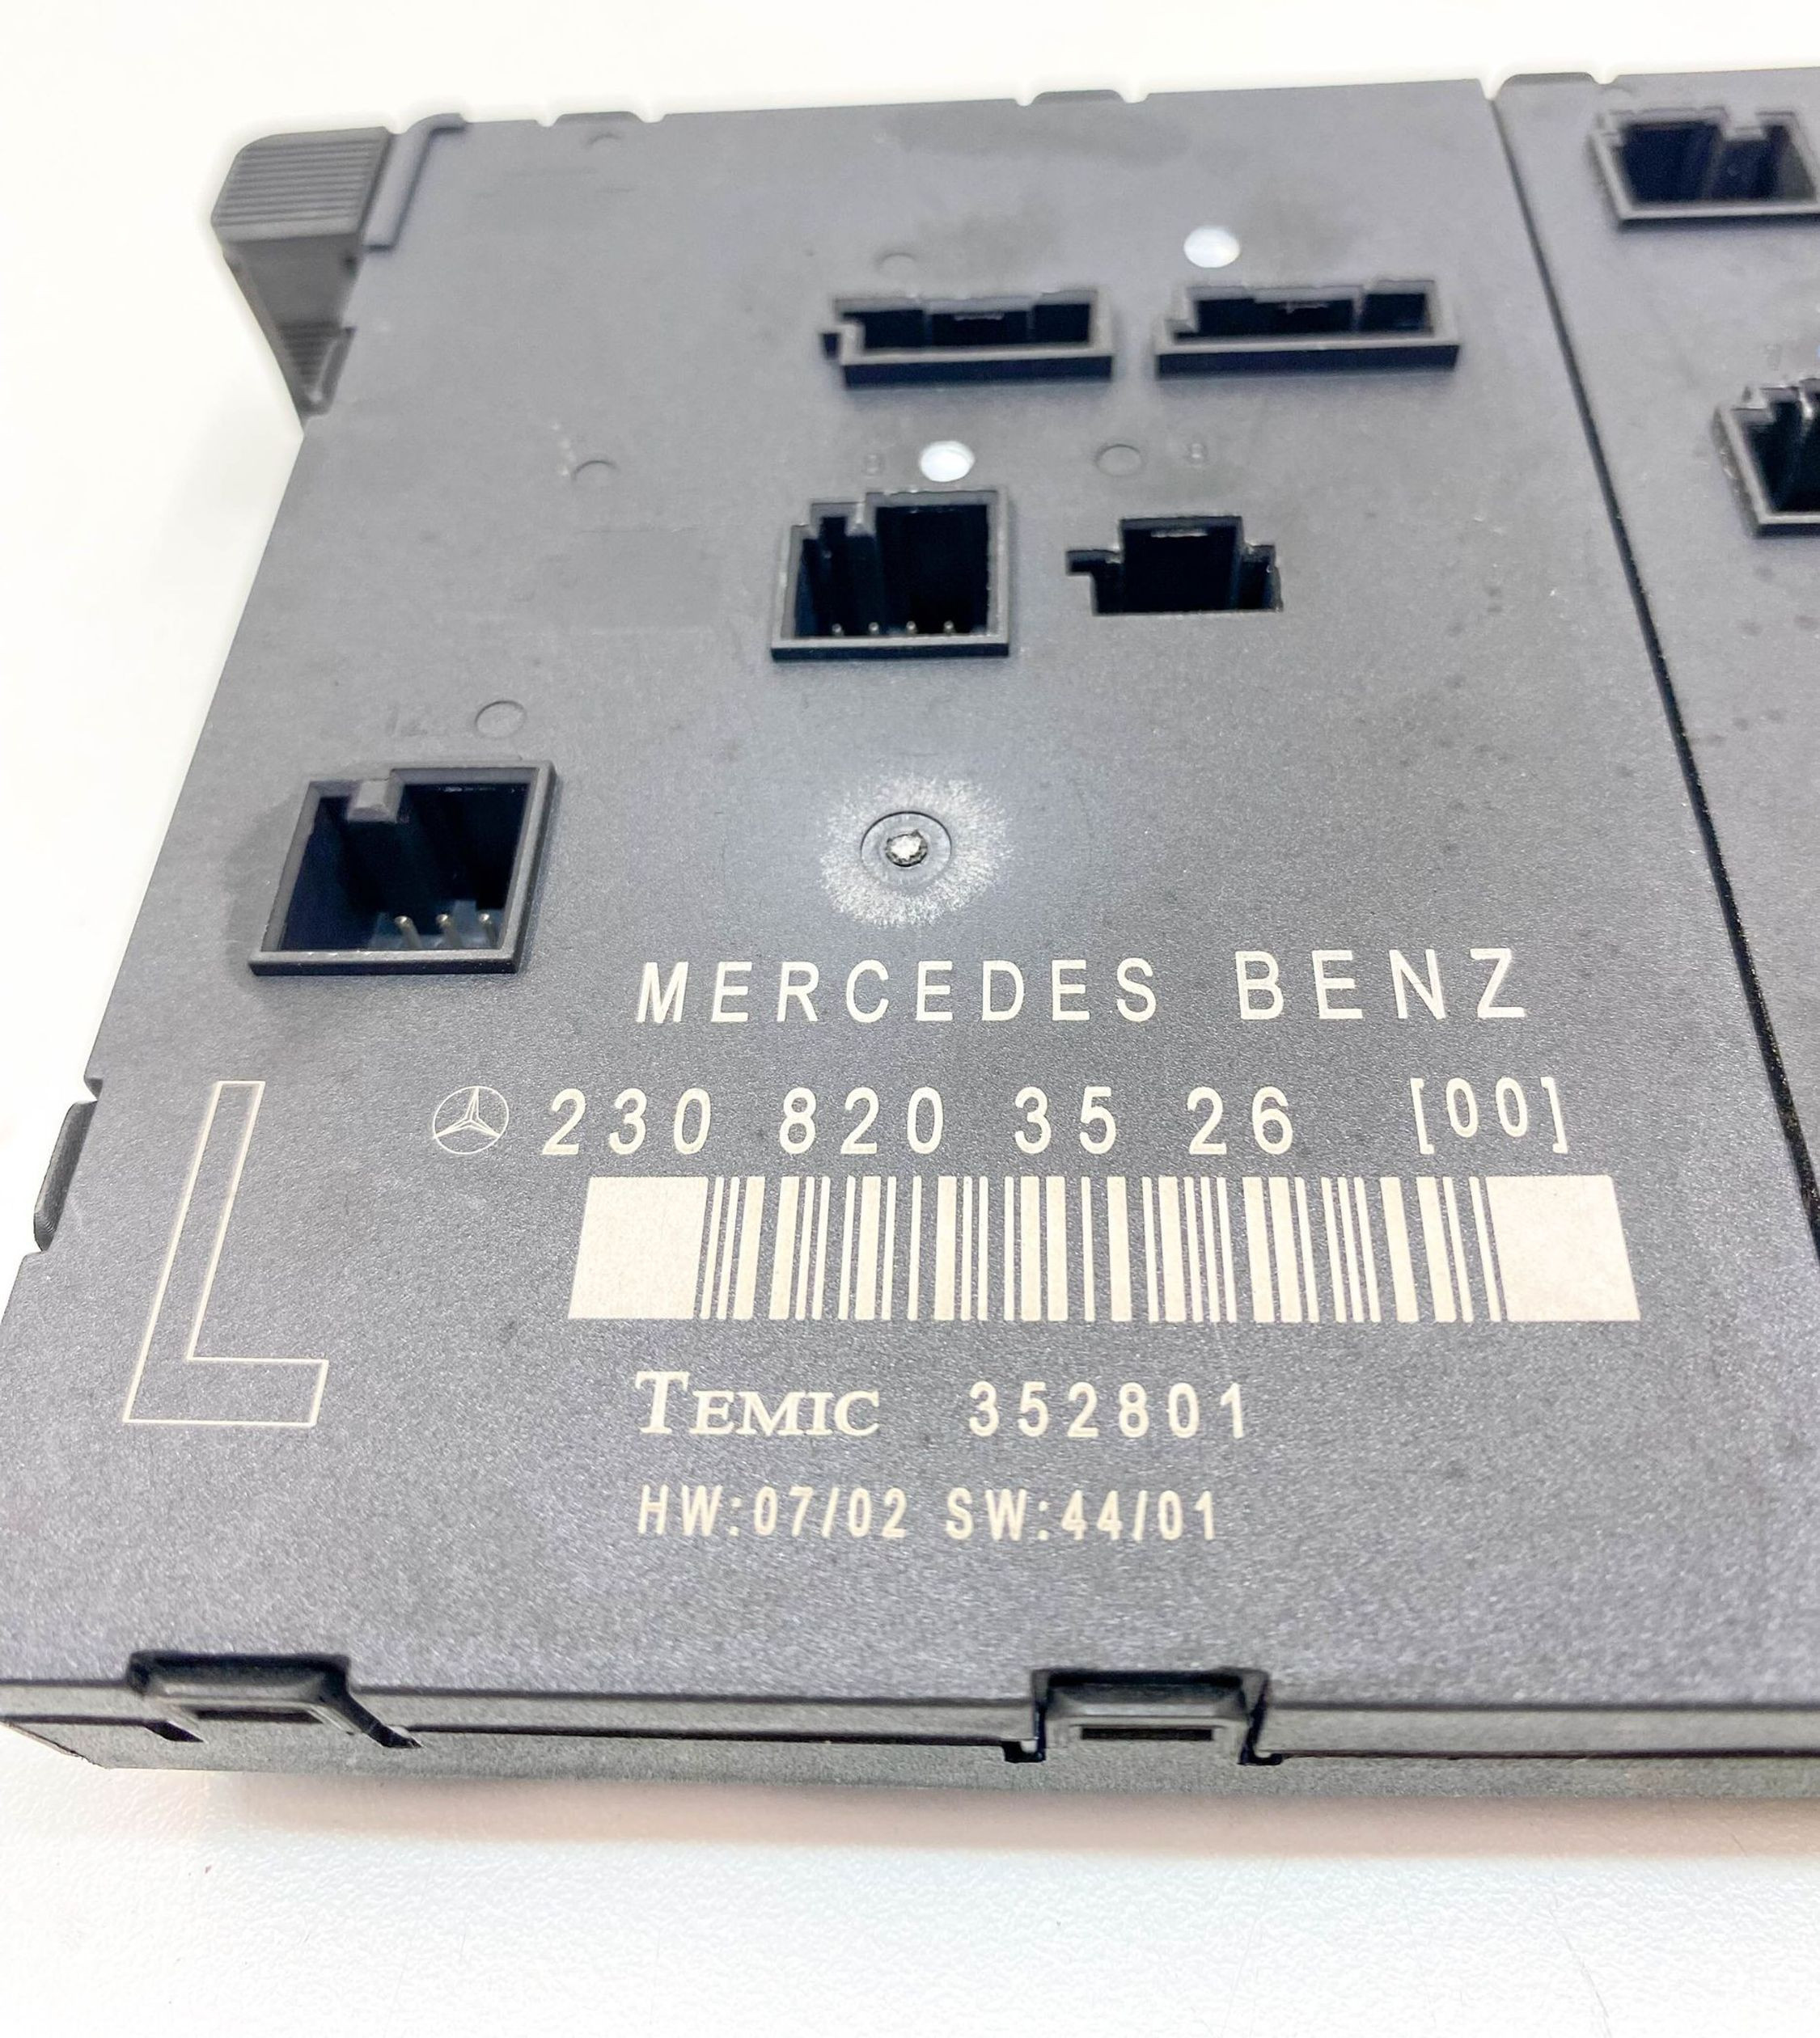 MERCEDES BENZ
230 820 35 26 [00]
L
TEMIC 352801
HW:07/02 SW:44/01